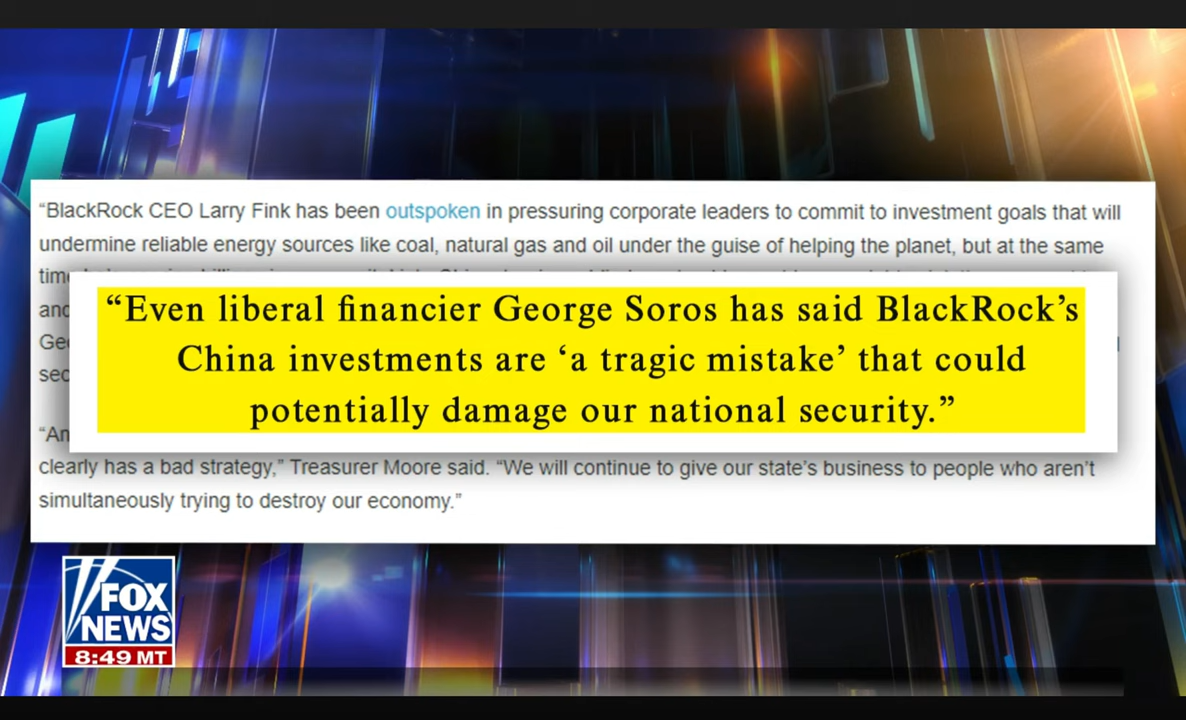 “BlackRock CEO Larry Fink has been outspoken in pressuring corporate leaders to commit to investment goals that will
undermine reliable energy sources like coal, natural gas and oil under the guise of helping the planet, but at the same
“Even liberal financier George Soros has said BlackRock’s
China investments are ‘a tragic mistake’ that could
potentially damage our national security.”
clearly has a bad strategy,” Treasurer Moore said. “We will continue to give our state’s business to people who aren’t
simultaneously trying to destroy our economy.”
FOX
NEWS
8:49 MT